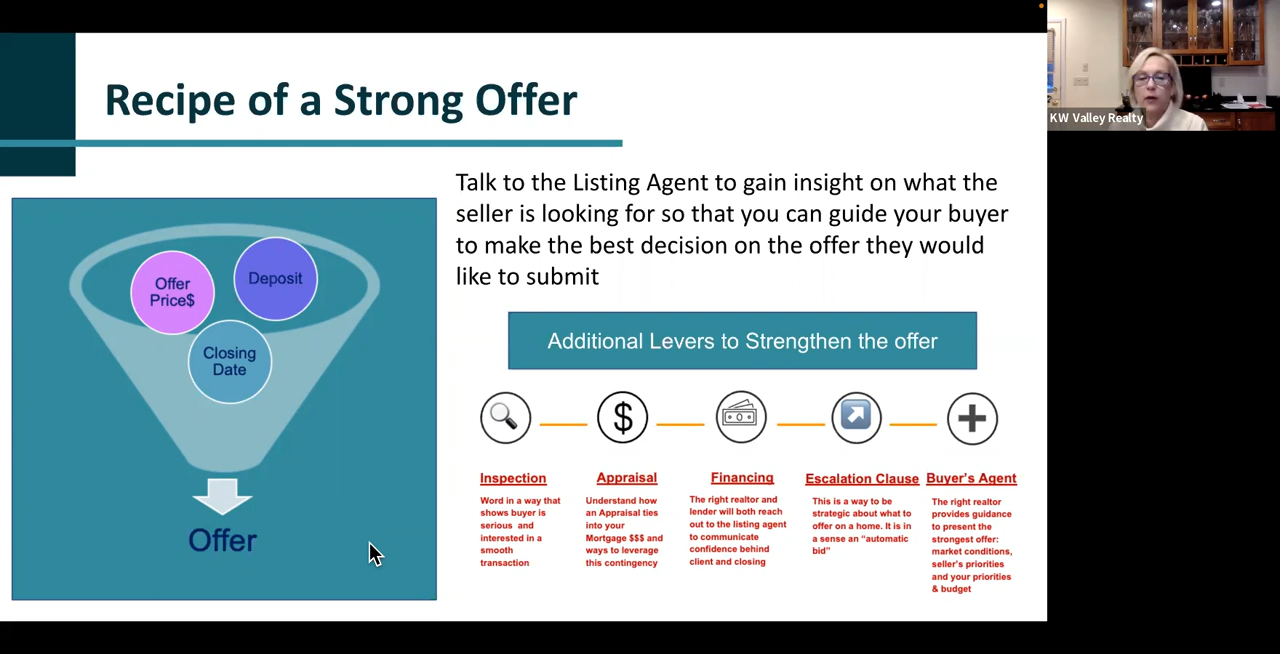 Recipe of a Strong Offer
KW Valley Realty
Talk to the Listing Agent to gain insight on what the
seller is looking for so that you can guide your buyer
to make the best decision on the offer they would
like to submit
Offer
Price$
Deposit
Closing
Date
Offer
Additional Levers to Strengthen the offer
$
Inspection
Word in a way that
shows buyer is
serious and
interested in a
smooth
transaction
Appraisal
Understand how
an Appraisal ties
into your
Mortgage $$$ and
ways to leverage
this contingency
Financing
The right realtor and
lender will both reach
out to the listing agent
to communicate
confidence behind
client and closing
Escalation Clause
This is a way to be
strategic about what to
offer on a home. It is in
a sense an “automatic
bid”
Buyer's Agent
The right realtor
provides guidance
to present the
strongest offer:
market conditions,
seller's priorities
and your priorities
& budget